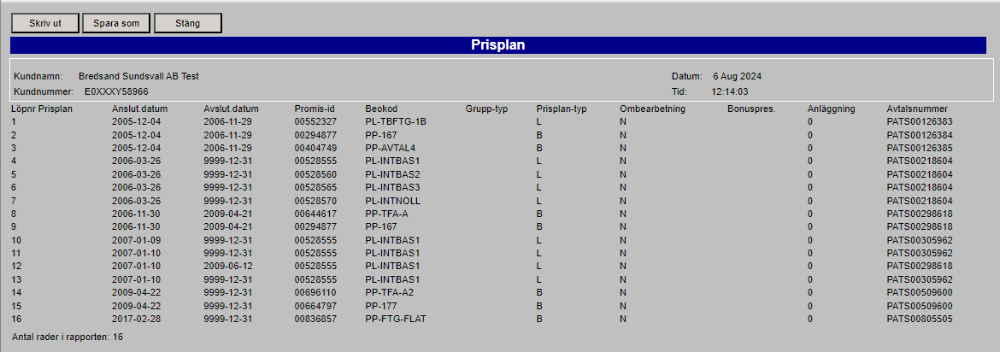 Skriv ut Spara som Stäng
Prisplan
Kundnamn: Bredsand Sundsvall AB Test Datum: 6 Aug 2024
Kundnummer: E0XXXY58966 Tid: 12:14:03
Löpnr Prisplan Anslut.datum Avslut.datum Promis-id Beokod Grupp-typ Prisplan-typ Ombearbetning Bonuspres. Anläggning Avtalsnummer
1 2005-12-04 2006-11-29 00552327 PL-TBFTG-1B L N 0 PATS00126383
2 2005-12-04 2006-11-29 00294877 PP-167 B N 0 PATS00126384
3 2005-12-04 2006-11-29 00404749 PP-AVTAL4 B N 0 PATS00126385
4 2006-03-26 9999-12-31 00528555 PL-INTBAS1 L N 0 PATS00218604
5 2006-03-26 9999-12-31 00528560 PL-INTBAS2 L N 0 PATS00218604
6 2006-03-26 9999-12-31 00528565 PL-INTBAS3 L N 0 PATS00218604
7 2006-03-26 9999-12-31 00528570 PL-INTNOLL L N 0 PATS00218604
8 2006-11-30 2009-04-21 00644617 PP-TFA-A B N 0 PATS00298618
9 2006-11-30 2009-04-21 00294877 PP-167 B N 0 PATS00298618
10 2007-01-09 9999-12-31 00528555 PL-INTBAS1 L N 0 PATS00305962
11 2007-01-10 9999-12-31 00528555 PL-INTBAS1 L N 0 PATS00305962
12 2007-01-10 2009-06-12 00528555 PL-INTBAS1 L N 0 PATS00298618
13 2007-01-10 9999-12-31 00528555 PL-INTBAS1 L N 0 PATS00305962
14 2009-04-22 9999-12-31 00696110 PP-TFA-A2 B N 0 PATS00509600
15 2009-04-22 9999-12-31 00664797 PP-177 B N 0 PATS00509600
16 2017-02-28 9999-12-31 00836857 PP-FTG-FLAT B N 0 PATS00805505
Antal rader i rapporten: 16